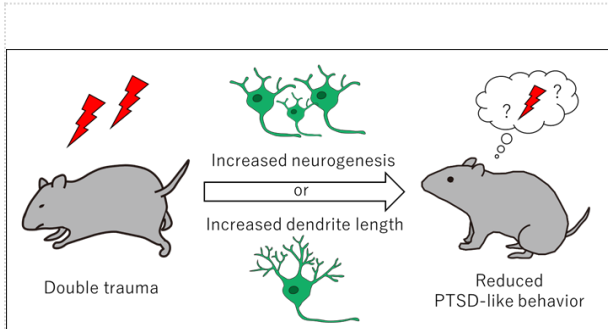 ? ?
Increased neurogenesis
or
Increased dendrite length
Double trauma
Reduced
PTSD-like behavior